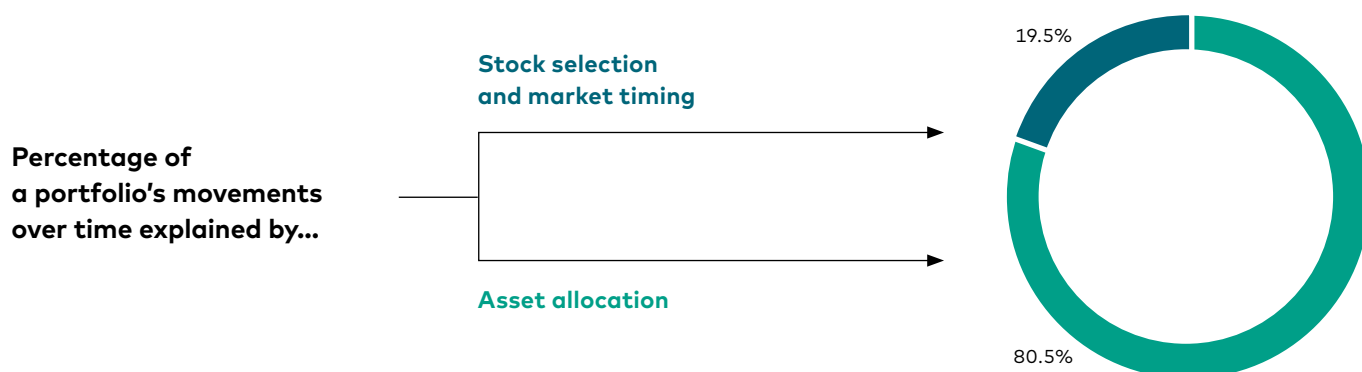 Percentage of
a portfolio’s movements
over time explained by...
Stock selection
and market timing
Asset allocation
19.5%
80.5%